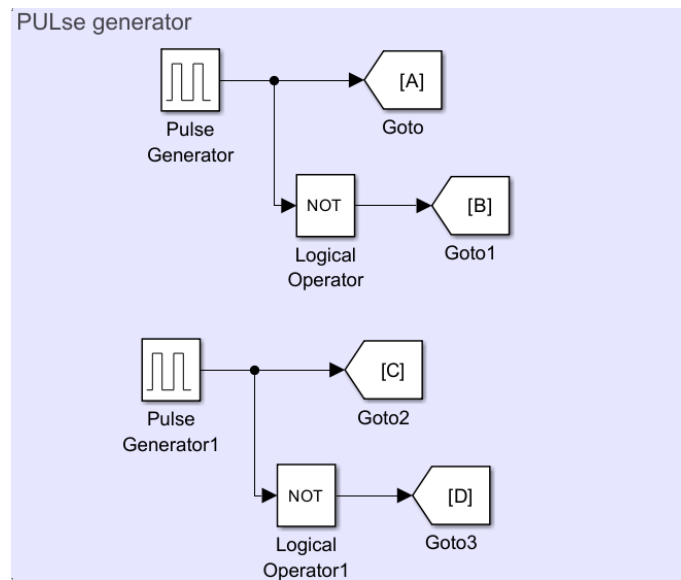 PULse generator
[A]
Pulse
Generator
Goto
NOT
[B]
Logical
Operator
Goto1
[C]
Pulse
Generator1
Goto2
NOT
[D]
Logical
Operator1
Goto3